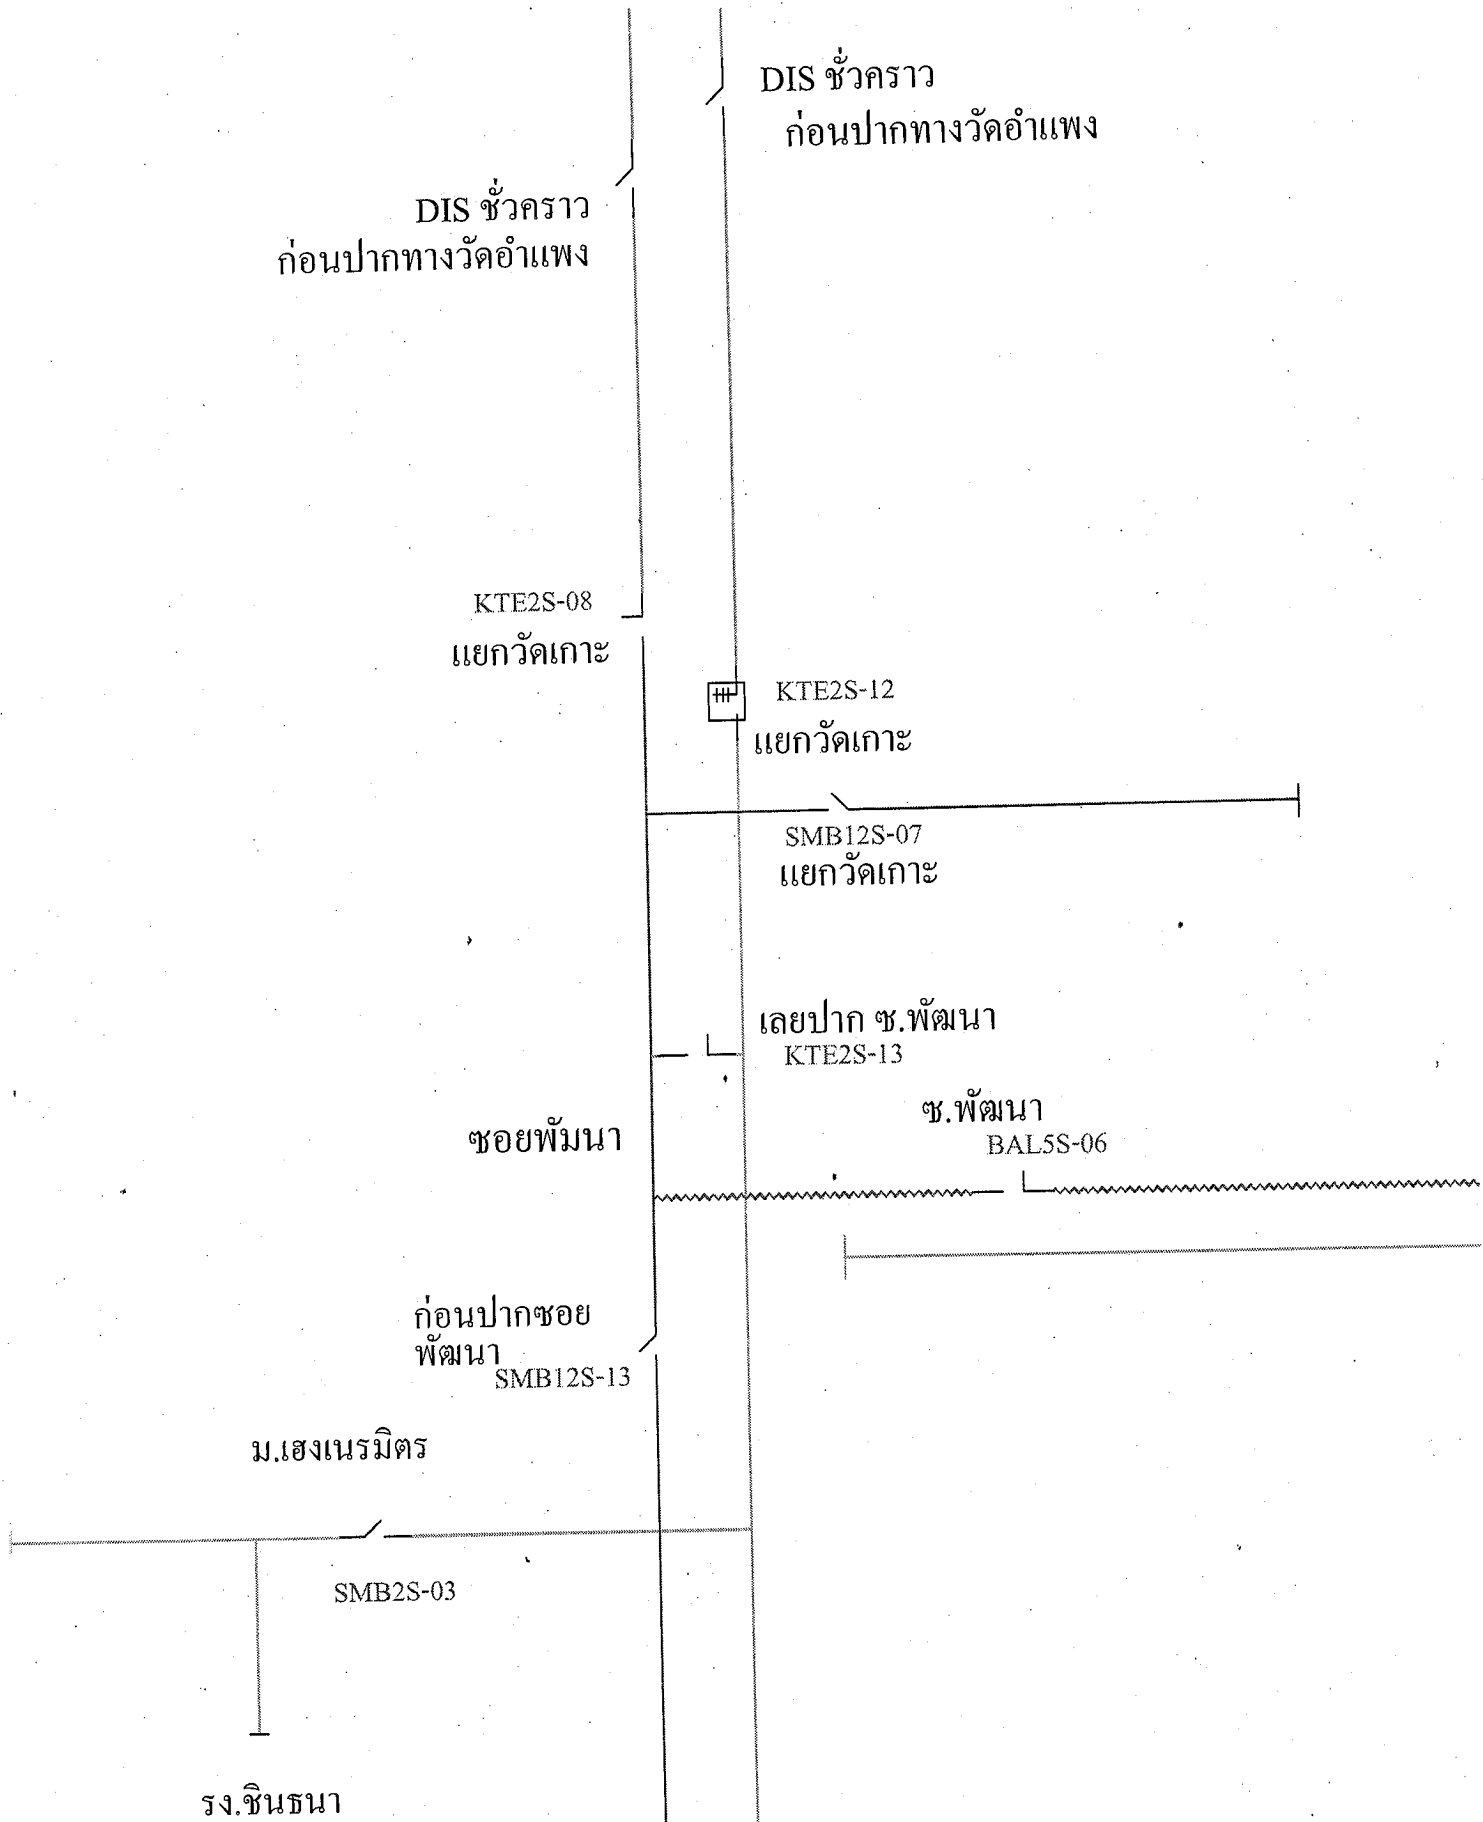 DIS ชั่วคราว
ก่อนปากทางวัดอำแพง
DIS ชั่วคราว
ก่อนปากทางวัดอำแพง
KTE2S-08
แยกวัดเกาะ
KTE2S-12
แยกวัดเกาะ
SMB12S-07
แยกวัดเกาะ
เลยปาก ซ.พัฒนา
KTE2S-13
ซ.พัฒนา
BAL5S-06
ซอยพัมนา
ก่อนปากซอย
พัฒนา
SMB12S-13
ม.เฮงเนรมิตร
SMB2S-03
รง.ชินธนา